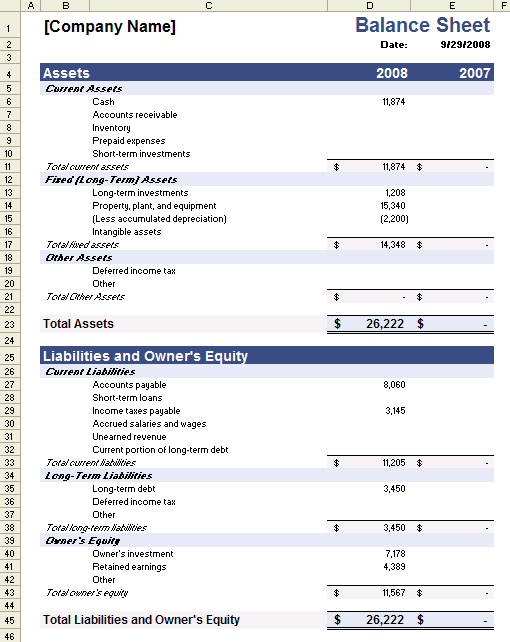 A B C D E F
1 [Company Name] Balance Sheet
2 Date: 9/29/2008
3
4 Assets 2008 2007
5 Current Assets
6 Cash 11,874
7 Accounts receivable
8 Inventory
9 Prepaid expenses
10 Short-term investments
11 Total current assets $ 11,874 $ -
12 Fixed (Long-Term) Assets
13 Long-term investments 1,208
14 Property, plant, and equipment 15,340
15 (Less accumulated depreciation) (2,200)
16 Intangible assets
17 Total fixed assets $ 14,348 $ -
18 Other Assets
19 Deferred income tax
20 Other
21 Total Other Assets $ - $ -
22
23 Total Assets $ 26,222 $ -
24
25 Liabilities and Owner's Equity
26 Current Liabilities
27 Accounts payable 8,060
28 Short-term loans
29 Income taxes payable 3,145
30 Accrued salaries and wages
31 Unearned revenue
32 Current portion of long-term debt
33 Total current liabilities $ 11,205 $ -
34 Long-Term Liabilities
35 Long-term debt 3,450
36 Deferred income tax
37 Other
38 Total long-term liabilities $ 3,450 $ -
39 Owner's Equity
40 Owner's investment 7,178
41 Retained earnings 4,389
42 Other
43 Total owner's equity $ 11,567 $ -
44
45 Total Liabilities and Owner's Equity $ 26,222 $ -
46